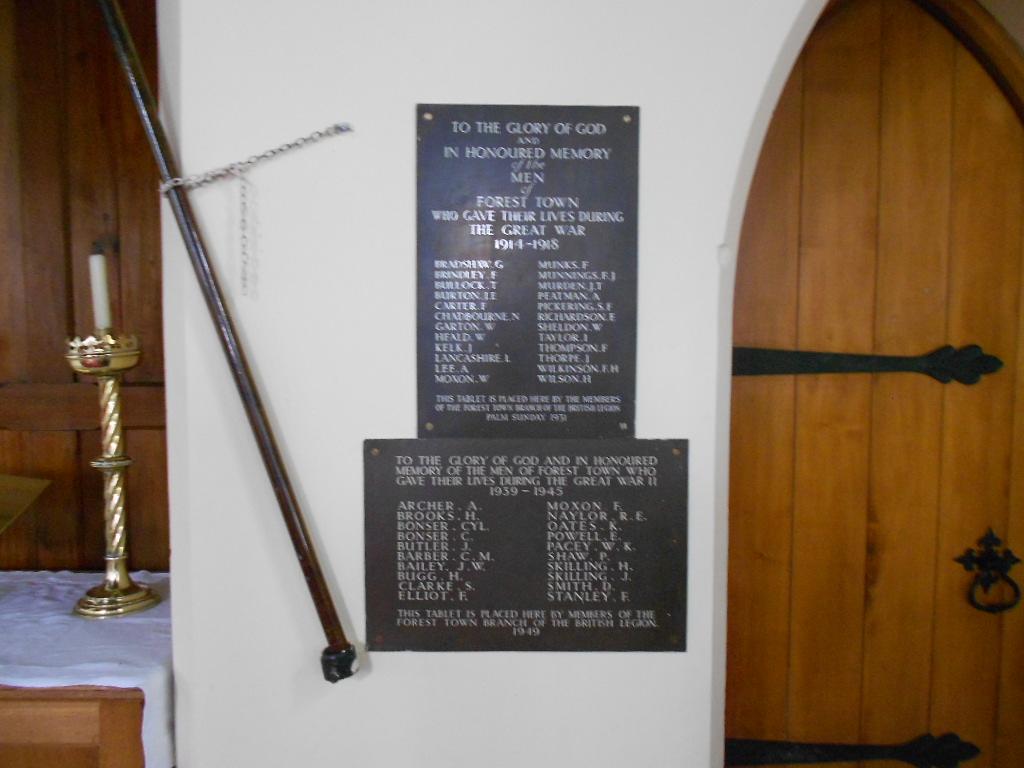 TO THE GLORY OF GOD
AND
IN HONOURED MEMORY
of the
MEN
of
FOREST TOWN
WHO GAVE THEIR LIVES DURING
THE GREAT WAR
1914-1918
BRADSHAW. G MUNKS. F
BRINDLEY. F MUNNINGS. F.J
BULLOCK. T MURDEN. J.T
BURTON. J.E PEATMAN. A
CARTER. F PICKERING. S.F
CHADBOURNE. N RICHARDSON. E
GARTON. W SHELDON. W
HEALD. W TAYLOR. J
KELK. J THOMPSON. F
LANCASHIRE. L THORPE. J
LEE. A WILKINSON. F.H
MOXON. W WILSON. H
THIS TABLET IS PLACED HERE BY THE MEMBERS
OF THE FOREST TOWN BRANCH OF THE BRITISH LEGION
PALM SUNDAY 1931
TO THE GLORY OF GOD AND IN HONOURED
MEMORY OF THE MEN OF FOREST TOWN WHO
GAVE THEIR LIVES DURING THE GREAT WAR II
1939 - 1945
ARCHER. A. MOXON. F.
BROOKS. H. NAYLOR. R.E.
BONSER. CYL. OATES. K.
BONSER. C. POWELL. E.
BUTLER. J. PACEY. W.K.
BARBER. C.M. SHAW. P.
BAILEY. J.W. SKILLING. H.
BUGG. H. SKILLING. J.
CLARKE. S. SMITH. D.
ELLIOT. F. STANLEY. F.
THIS TABLET IS PLACED HERE BY MEMBERS OF THE
FOREST TOWN BRANCH OF THE BRITISH LEGION.
1949